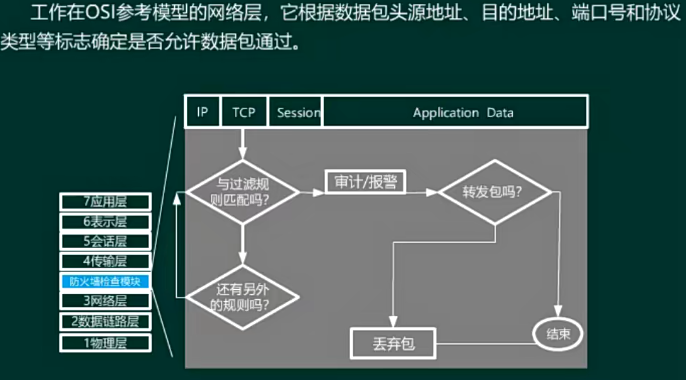 工作在OSI参考模型的网络层，它根据数据包头源地址、目的地址、端口号和协议
类型等标志确定是否允许数据包通过。
IP
TCP
Session
Application Data
与过滤规
则匹配吗？
审计/报警
转发包吗？
还有另外
的规则吗？
丢弃包
结束
7应用层
6表示层
5会话层
4传输层
防火墙检查模块
3网络层
2数据链路层
1物理层